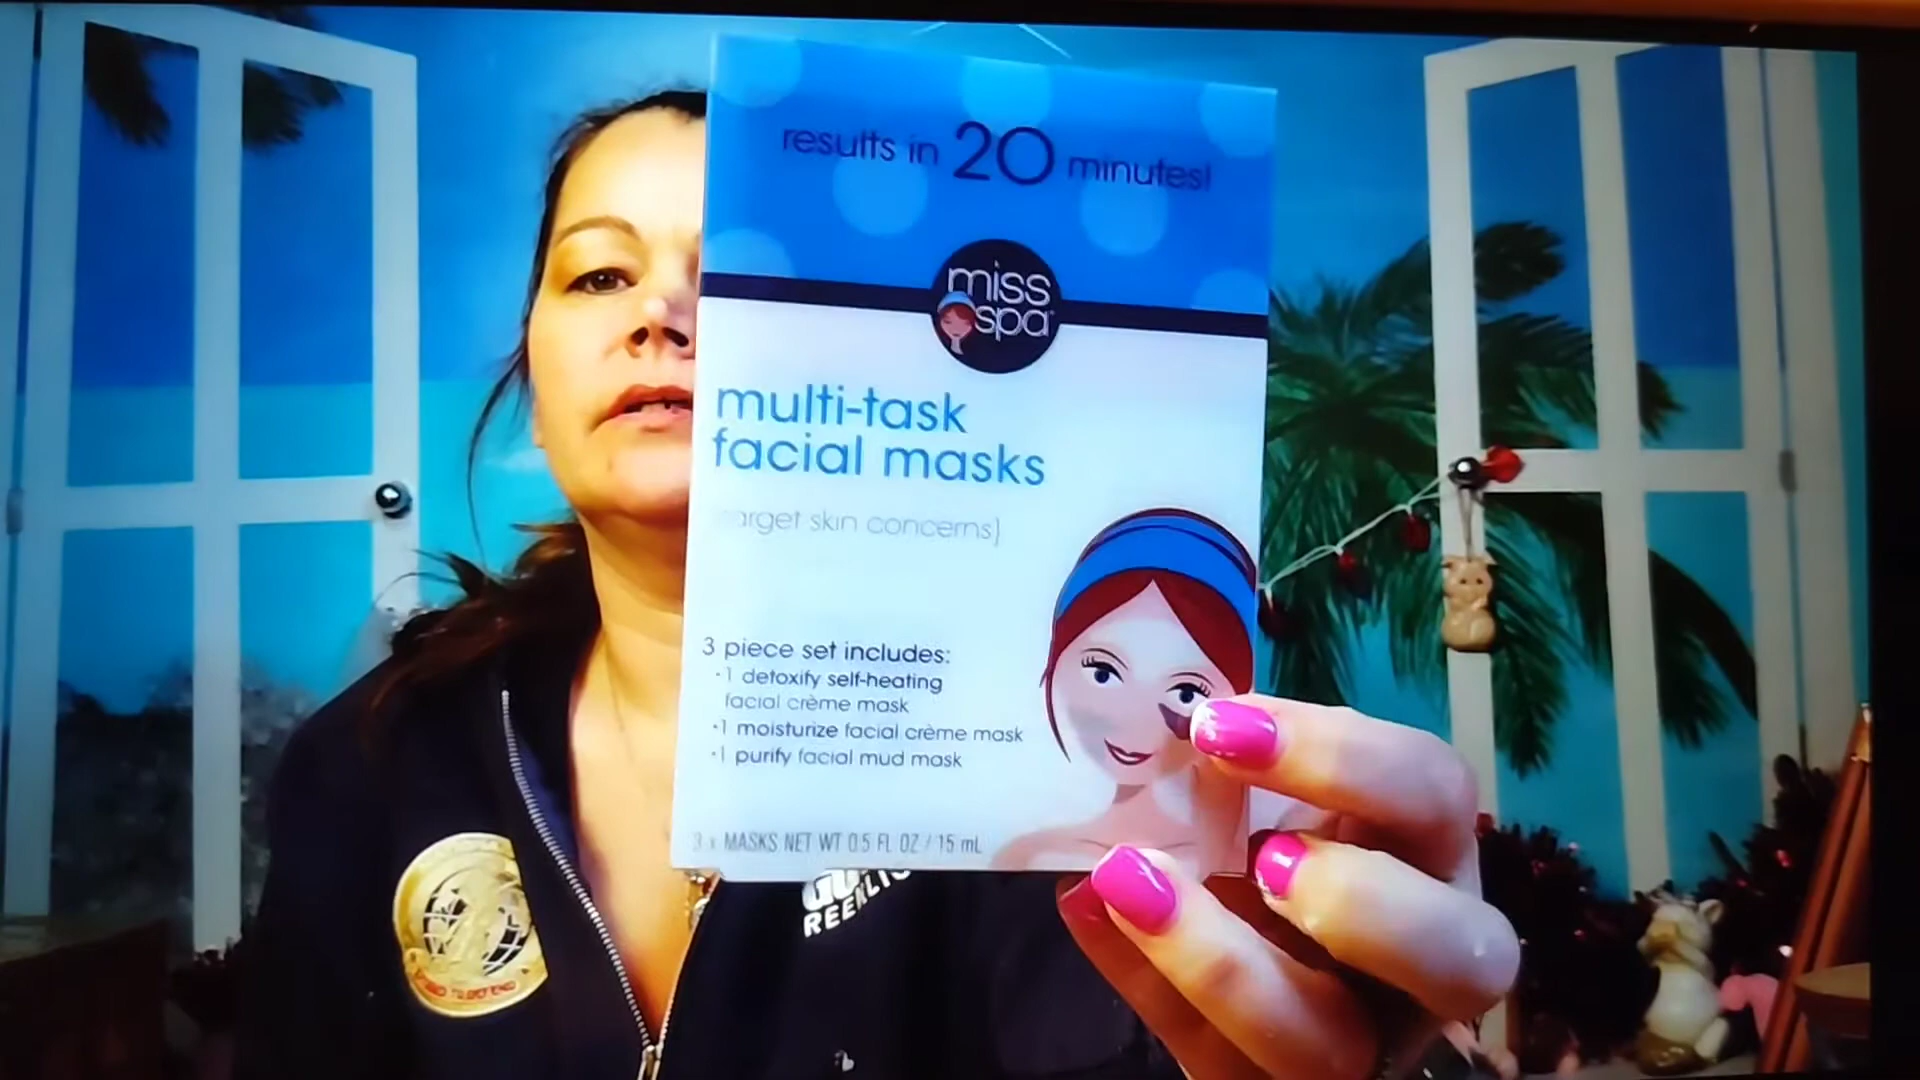 results in 20 minutes!
miss
spa
multi-task
facial masks
skin concerns}
3 piece set includes:
·1 detoxify self-heating
facial crème mask
·1 moisturize facial crème mask
·1 purify facial mud mask
3 x MASKS NET WT 0.5 FL OZ / 15 mL